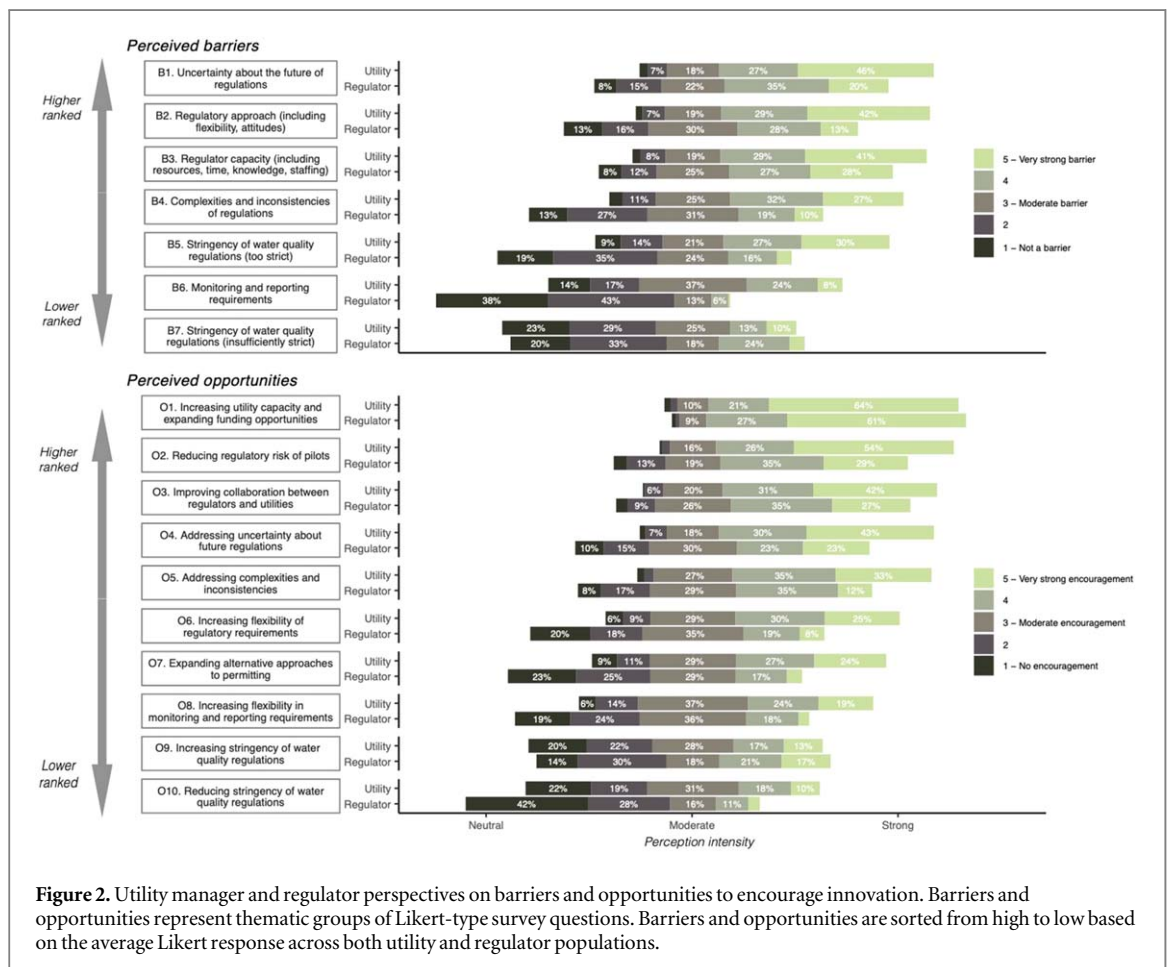 Perceived barriers
Higher
ranked
Lower
ranked
B1. Uncertainty about the future of
regulations
Utility
7% 18% 27% 46%
Regulator
8% 15% 22% 35% 20%
B2. Regulatory approach (including
flexibility, attitudes)
Utility
7% 19% 29% 42%
Regulator
13% 16% 30% 28% 13%
B3. Regulator capacity (including
resources, time, knowledge, staffing)
Utility
8% 19% 29% 41%
Regulator
8% 12% 25% 27% 28%
B4. Complexities and inconsistencies
of regulations
Utility
11% 25% 32% 27%
Regulator
13% 27% 31% 19% 10%
B5. Stringency of water quality
regulations (too strict)
Utility
9% 14% 21% 27% 30%
Regulator
19% 35% 24% 16%
B6. Monitoring and reporting
requirements
Utility
14% 17% 37% 24% 8%
Regulator
38% 43% 13% 6%
B7. Stringency of water quality
regulations (insufficiently strict)
Utility
23% 29% 25% 13% 10%
Regulator
20% 33% 18% 24%
5 – Very strong barrier
4
3 – Moderate barrier
2
1 – Not a barrier
Perceived opportunities
Higher
ranked
Lower
ranked
O1. Increasing utility capacity and
expanding funding opportunities
Utility
10% 21% 64%
Regulator
9% 27% 61%
O2. Reducing regulatory risk of pilots
Utility
16% 26% 54%
Regulator
13% 19% 35% 29%
O3. Improving collaboration between
regulators and utilities
Utility
6% 20% 31% 42%
Regulator
9% 26% 35% 27%
O4. Addressing uncertainty about
future regulations
Utility
7% 18% 30% 43%
Regulator
10% 15% 30% 23% 23%
O5. Addressing complexities and
inconsistencies
Utility
27% 35% 33%
Regulator
8% 17% 29% 35% 12%
O6. Increasing flexibility of
regulatory requirements
Utility
6% 9% 29% 30% 25%
Regulator
20% 18% 35% 19% 8%
O7. Expanding alternative approaches
to permitting
Utility
9% 11% 29% 27% 24%
Regulator
23% 25% 29% 17%
O8. Increasing flexibility in
monitoring and reporting requirements
Utility
6% 14% 37% 24% 19%
Regulator
19% 24% 36% 18%
O9. Increasing stringency of water
quality regulations
Utility
20% 22% 28% 17% 13%
Regulator
14% 30% 18% 21% 17%
O10. Reducing stringency of water
quality regulations
Utility
22% 19% 31% 18% 10%
Regulator
42% 28% 16% 11%
5 – Very strong encouragement
4
3 – Moderate encouragement
2
1 – No encouragement
Neutral Moderate Strong
Perception intensity
Figure 2. Utility manager and regulator perspectives on barriers and opportunities to encourage innovation. Barriers and
opportunities represent thematic groups of Likert-type survey questions. Barriers and opportunities are sorted from high to low based
on the average Likert response across both utility and regulator populations.